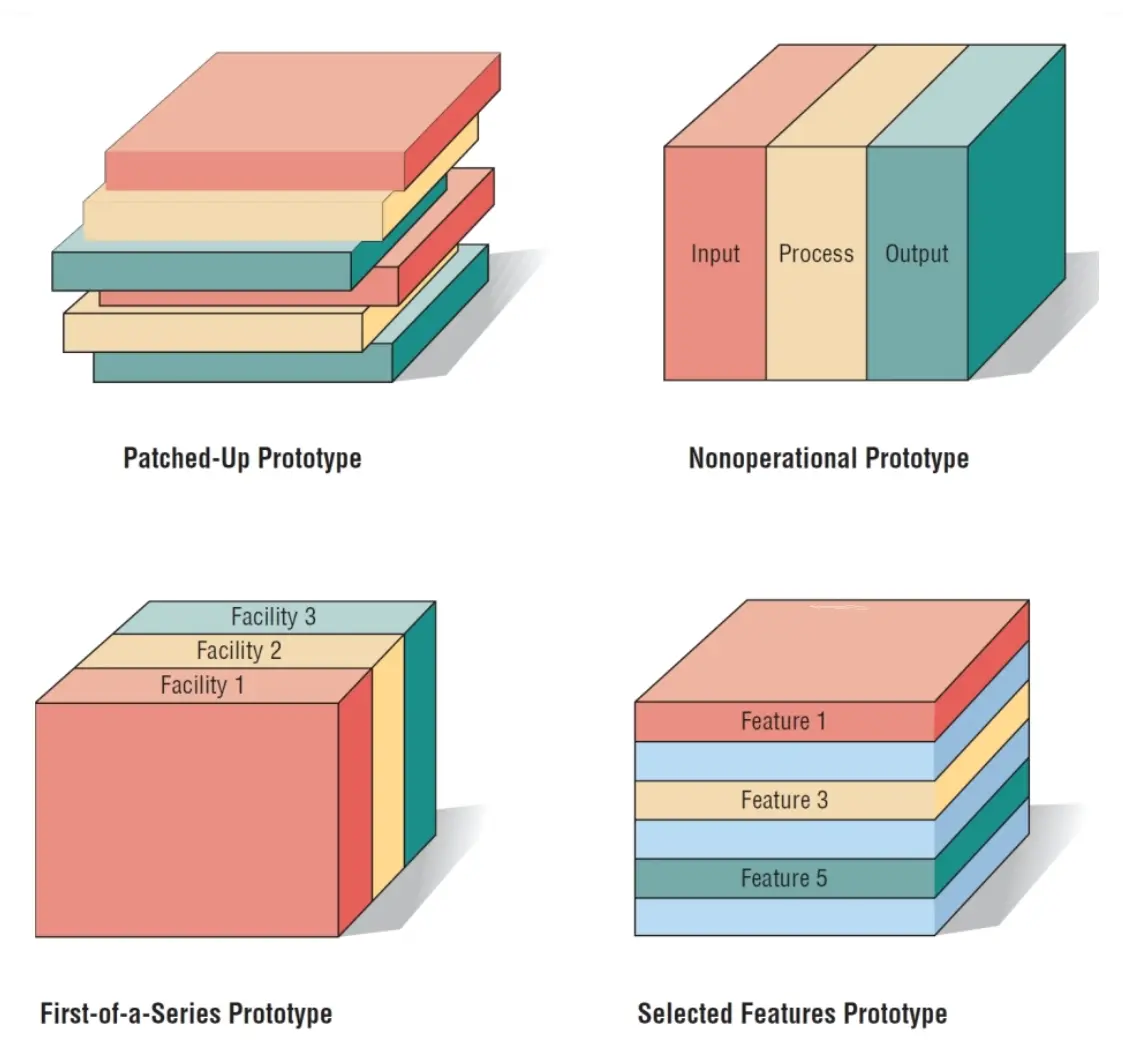 Input
Process
Output
Patched-Up Prototype
Nonoperational Prototype
Facility 3
Facility 2
Facility 1
Feature 1
Feature 3
Feature 5
First-of-a-Series Prototype
Selected Features Prototype